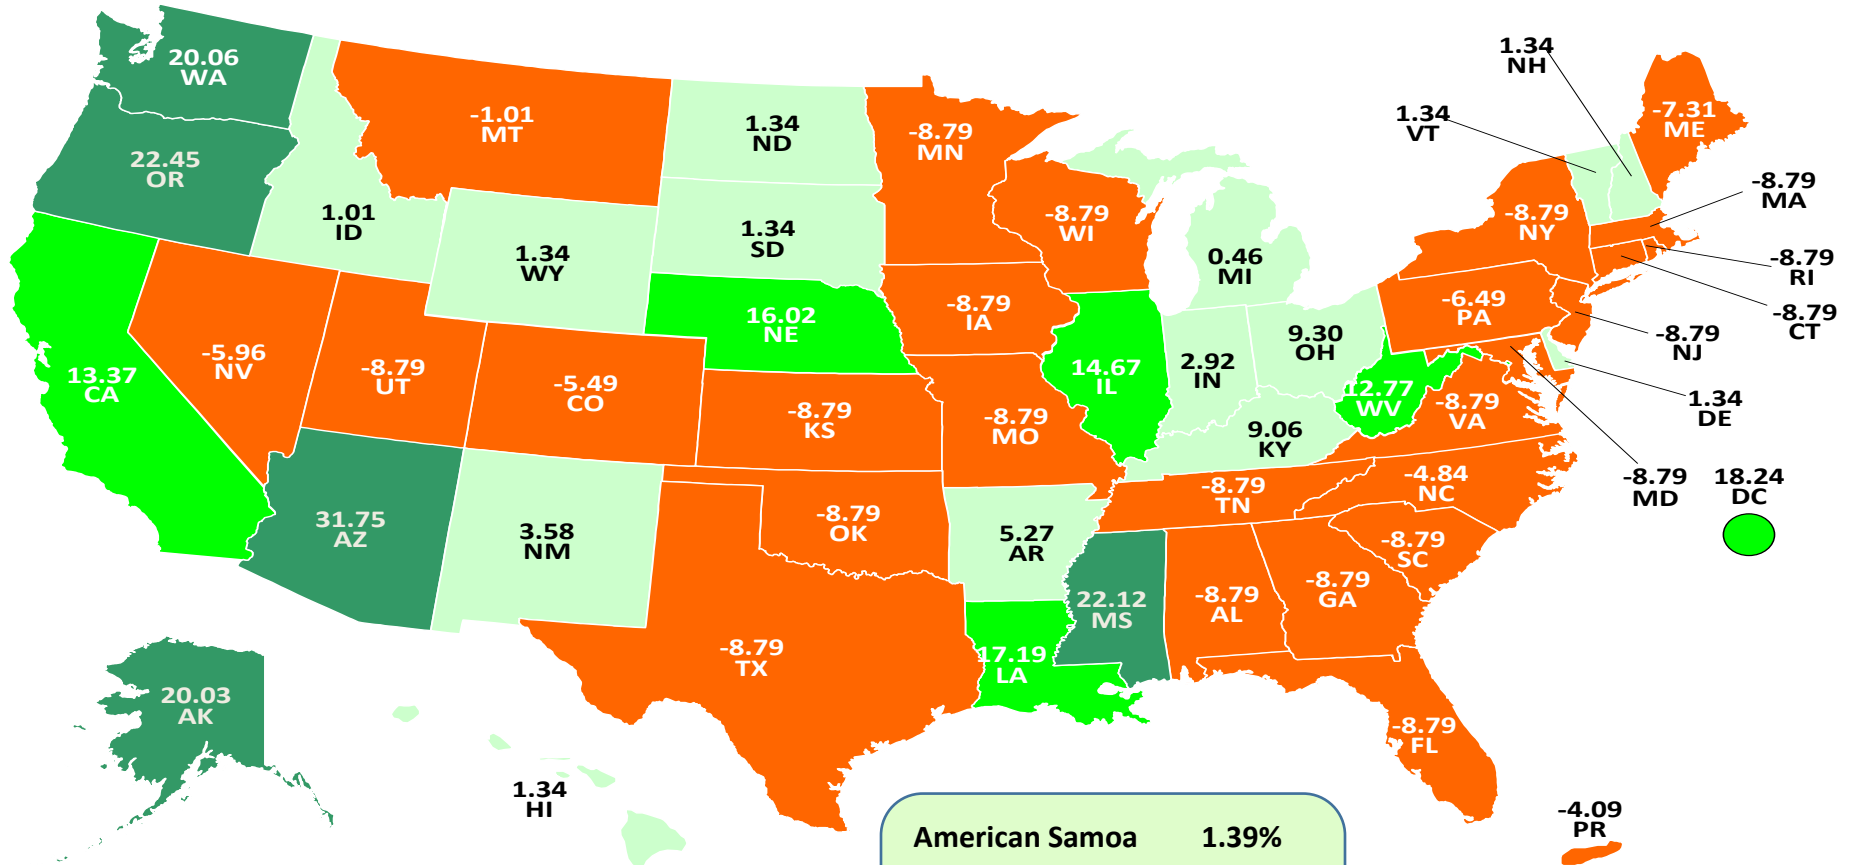 20.06
WA
22.45
OR
13.37
CA
-5.96
NV
1.01
ID
-1.01
MT
1.34
WY
-8.79
UT
-5.49
CO
31.75
AZ
3.58
NM
1.34
ND
1.34
SD
16.02
NE
-8.79
KS
-8.79
OK
-8.79
TX
-8.79
MN
-8.79
IA
-8.79
MO
5.27
AR
17.19
LA
-8.79
WI
14.67
IL
0.46
MI
2.92
IN
9.30
OH
9.06
KY
-8.79
TN
22.12
MS
-8.79
AL
-8.79
GA
-8.79
FL
-8.79
SC
-4.84
NC
-8.79
VA
12.77
WV
-6.49
PA
-8.79
NY
1.34
VT
1.34
NH
-7.31
ME
-8.79
MA
-8.79
RI
-8.79
CT
-8.79
NJ
1.34
DE
-8.79
MD
18.24
DC
20.03
AK
1.34
HI
-4.09
PR
American Samoa 1.39%